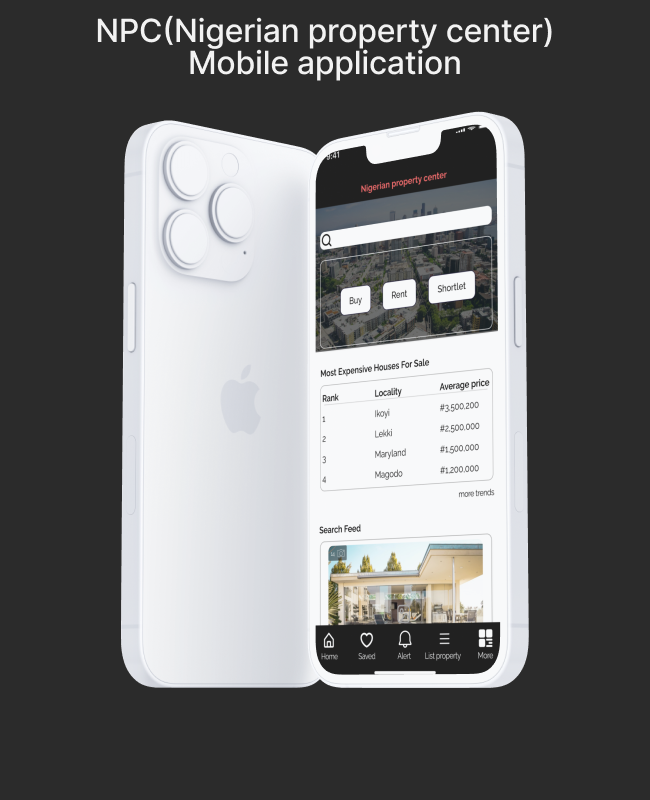 NPC(Nigerian property center)
Mobile application
9:41
Nigerian property center
Buy Rent Shortlet
Most Expensive Houses For Sale
Rank Locality Average price
1 Ikoyi #3,500,200
2 Lekki #2,500,000
3 Maryland #1,500,000
4 Magodo #1,200,000
more trends
Search Feed
Home Saved Alert List property More